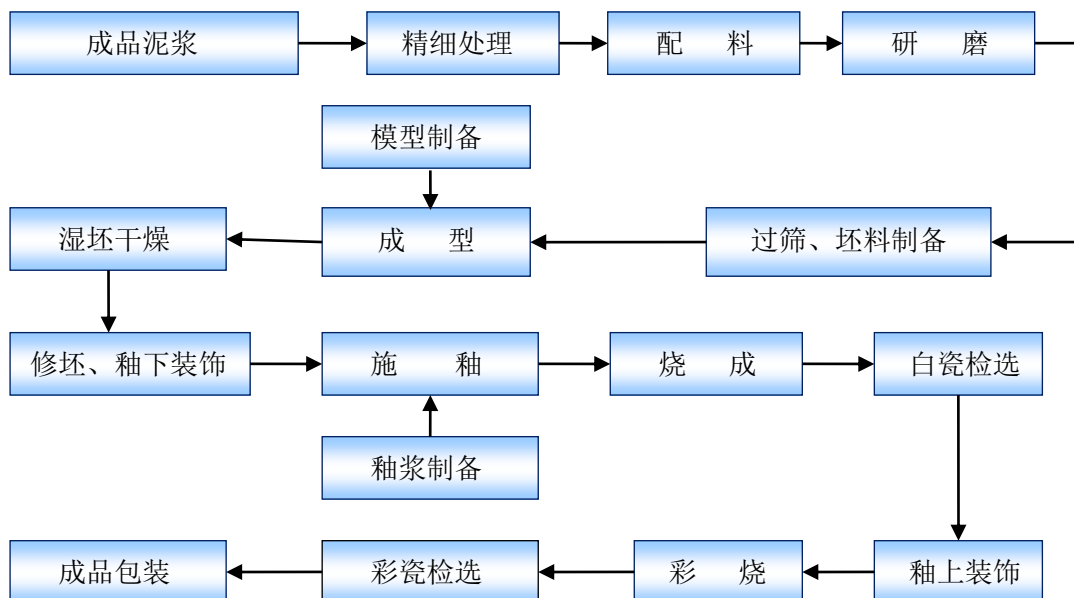 成品泥浆
精细处理
配 料
研 磨
模型制备
湿坯干燥
成 型
过筛、坯料制备
修坯、釉下装饰
施 釉
烧 成
白瓷检选
釉浆制备
成品包装
彩瓷检选
彩 烧
釉上装饰